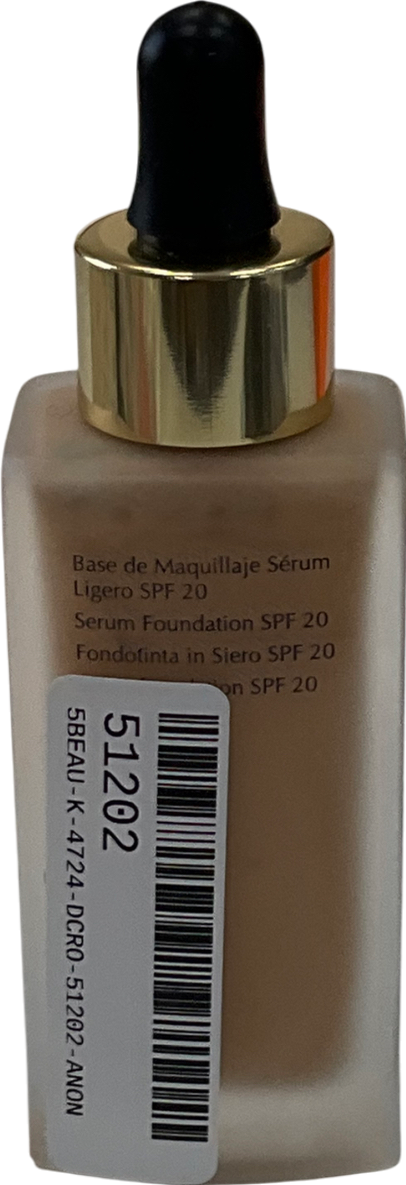 Base de Maquillaje Sérum
Ligero SPF 20
Serum Foundation SPF 20
Fondotinta in Siero SPF 20
SPF 20
51202
5BEAU-K-4724-DCRO-51202-ANON